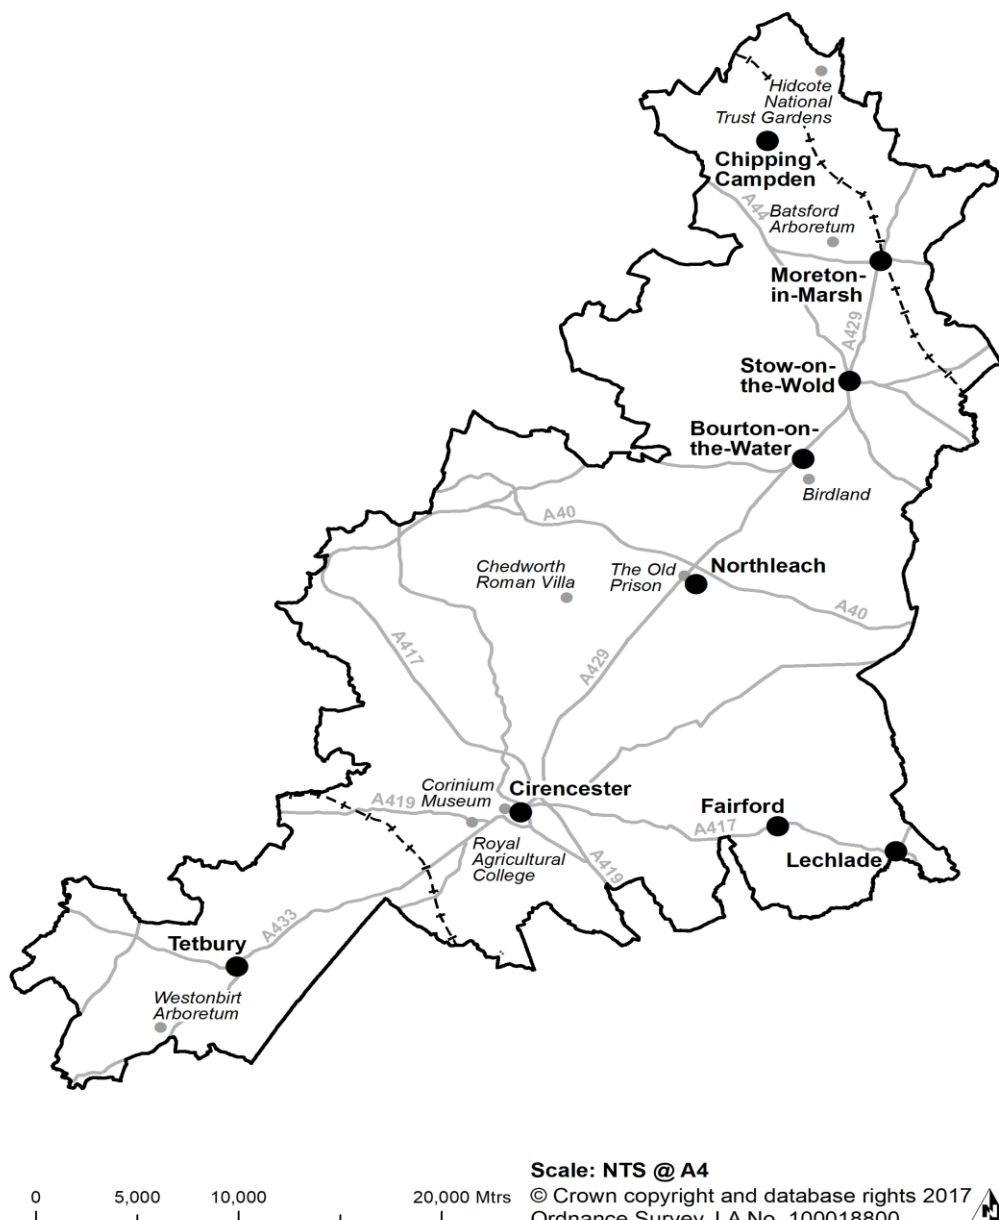 Hidcote
National
Trust Gardens
Chipping
Campden
A44
Batsford
Arboretum
Moreton-
in-Marsh
A429
Stow-on-
the-Wold
Bourton-on-
the-Water
Birdland
A40
Chedworth
Roman Villa
The Old
Prison
Northleach
A40
A417
A429
Corinium
Museum
Cirencester
A419
Royal
Agricultural
College
A419
A417
Fairford
Lechlade
A433
Tetbury
Westonbirt
Arboretum
Scale: NTS @ A4
0 5,000 10,000 20,000 Mtrs
© Crown copyright and database rights 2017
Ordnance Survey, LA No. 100018800
N